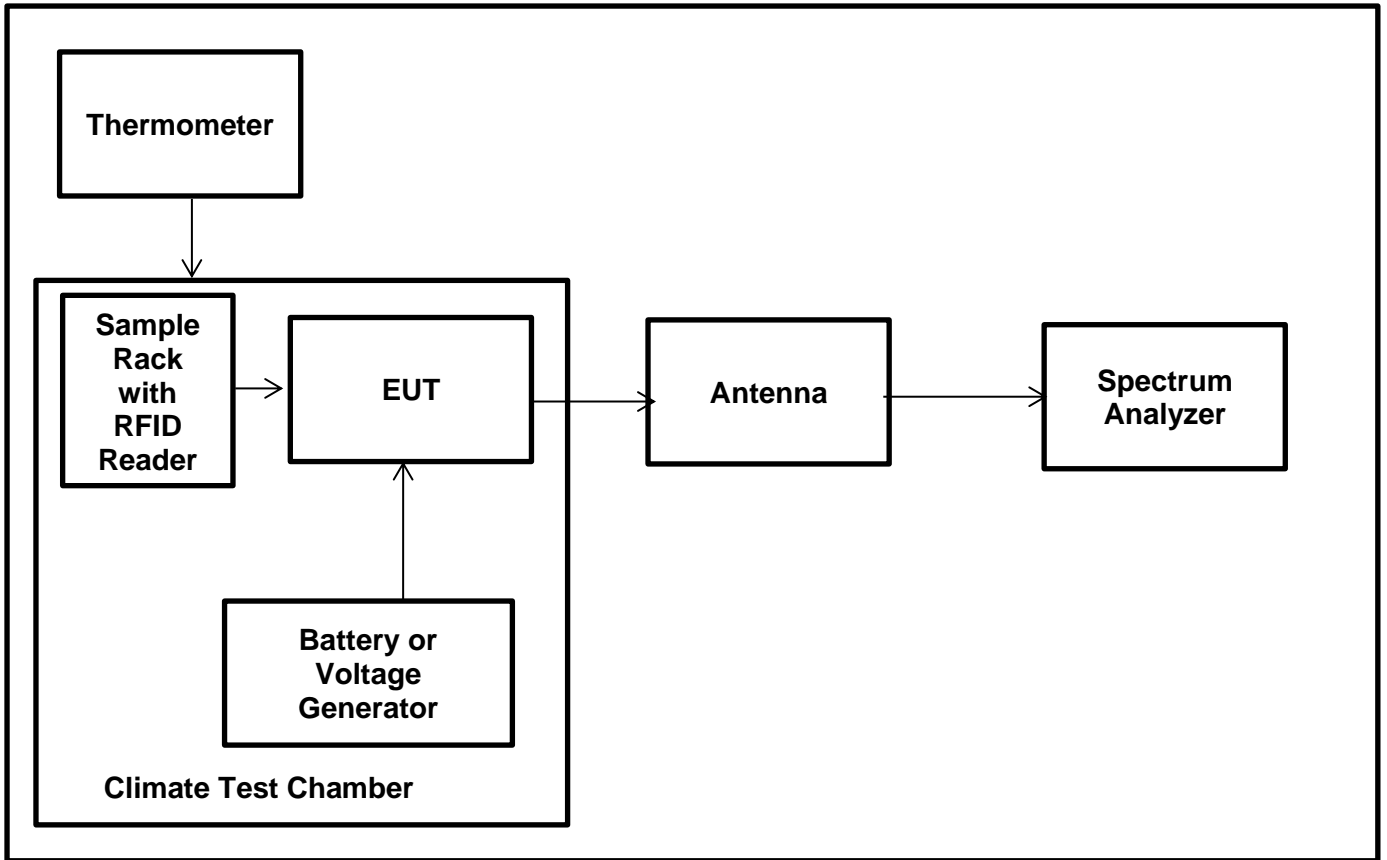 Thermometer
Sample
Rack
with
RFID
Reader
EUT
Antenna
Spectrum
Analyzer
Battery or
Voltage
Generator
Climate Test Chamber